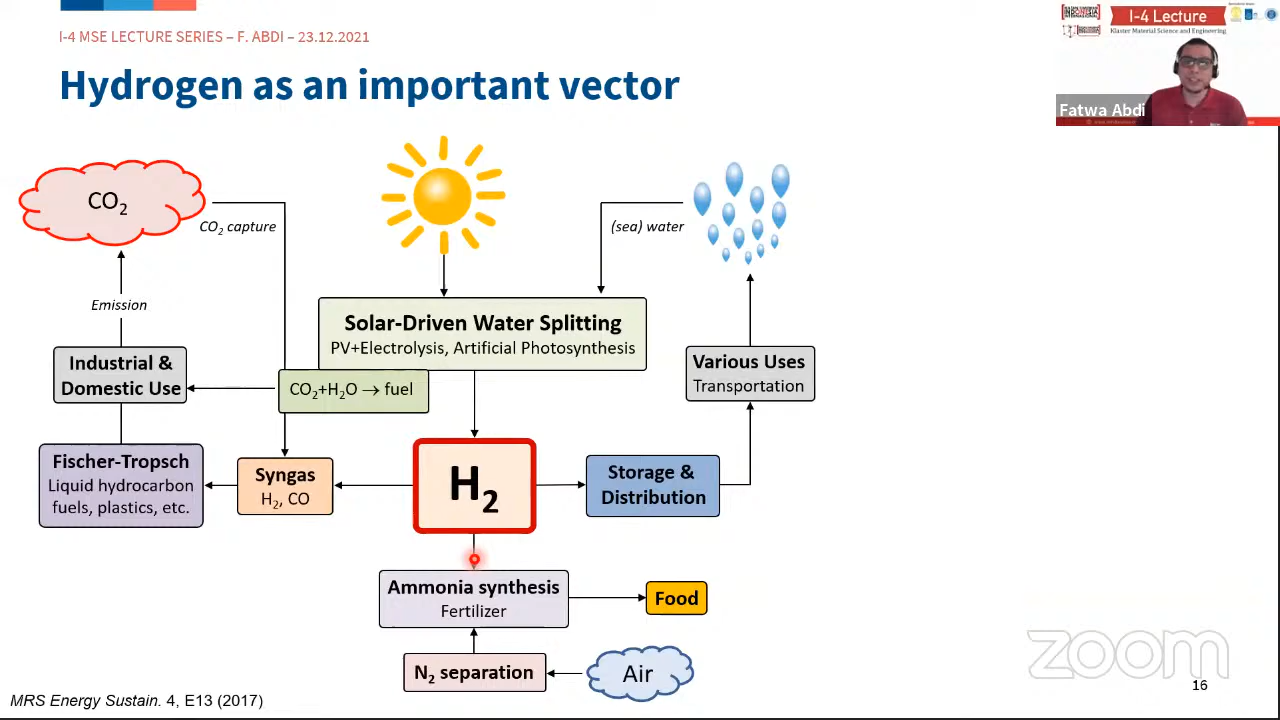 I-4 MSE LECTURE SERIES – F. ABDI – 23.12.2021
Hydrogen as an important vector
I-4 Lecture
Klaster Material Science and Engineering
Fatwa Abdi
CO₂
CO₂ capture
(sea) water
Emission
Solar-Driven Water Splitting
PV+Electrolysis, Artificial Photosynthesis
Industrial &
Domestic Use
CO₂+H₂O → fuel
Various Uses
Transportation
Fischer-Tropsch
Liquid hydrocarbon
fuels, plastics, etc.
Syngas
H₂, CO
H₂
Storage &
Distribution
Ammonia synthesis
Fertilizer
Food
N₂ separation
Air
zoom
16
MRS Energy Sustain. 4, E13 (2017)